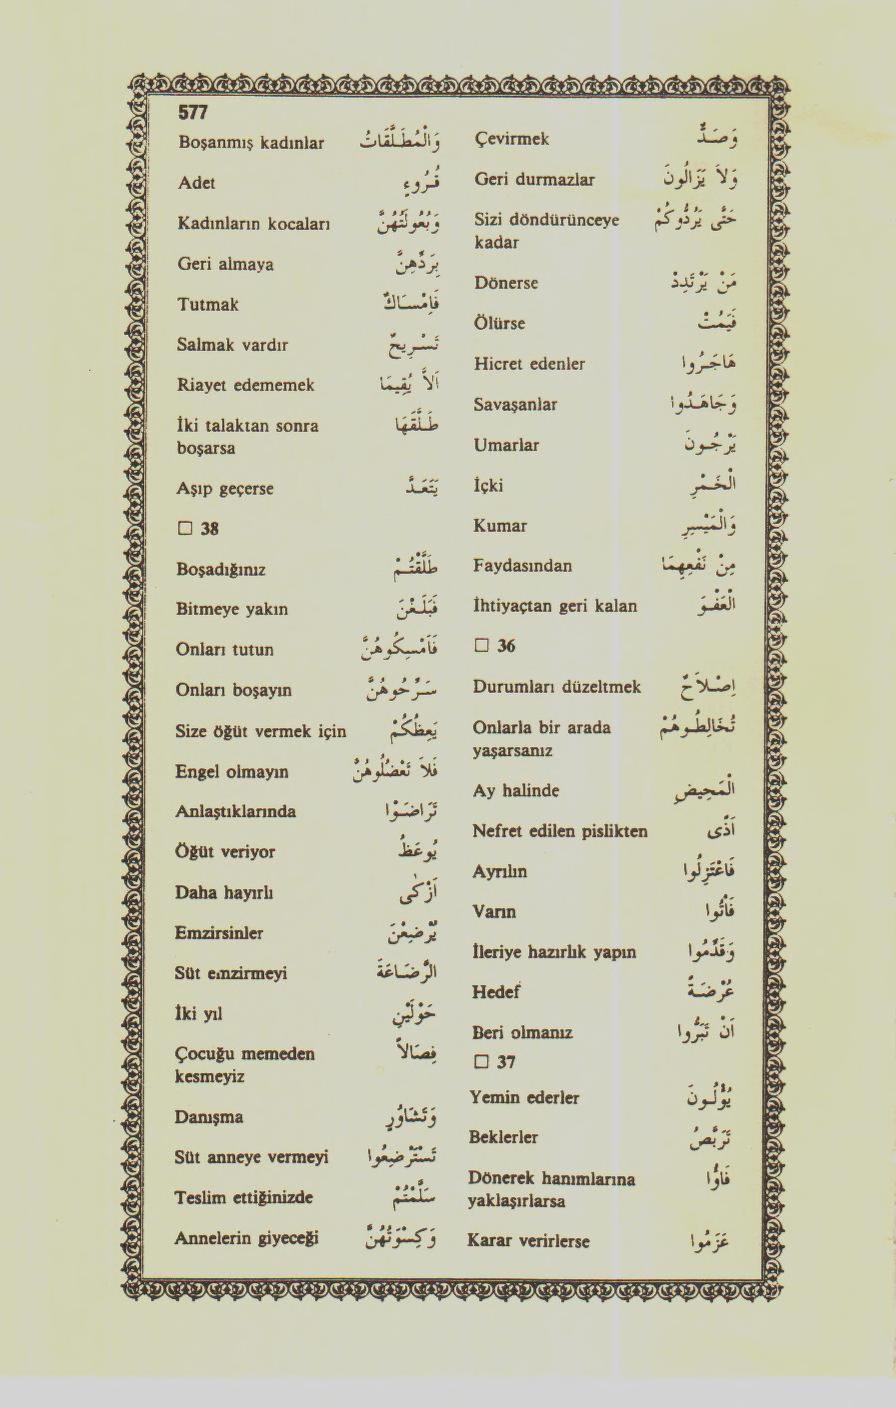 577
Çevirmek وَصَدٌّ
Geri durmazlar وَلاَ يَزَالُونَ
Sizi döndürünceye حَتَّى يَرُدُّوكُمْ
kadar
Dönerse مَنْ يَرْتَدِدْ
Ölürse فَيَمُتْ
Hicret edenler هَاجَرُوا
Savaşanlar وَجَاهَدُوا
Umarlar يَرْجُونَ
İçki الْخَمْرِ
Kumar وَالْمَيْسِرِ
Faydasından مِنْ نَفْعِهِمَا
İhtiyaçtan geri kalan الْعَفْوَ
□ 36
Durumları düzeltmek اِصْلاَحٌ
Onlarla bir arada تُخَالِطُوهُمْ
yaşarsanız
Ay halinde الْمَحِيضِ
Nefret edilen pislikten اَذًى
Ayrılın فَاعْتَزِلُوا
Varın فَأْتُوا
İleriye hazırlık yapın وَقَدِّمُوا
Hedef عُرْضَةً
Beri olmanız اَنْ تَبَرُّوا
□ 37
Yemin ederler يُؤْلُونَ
Beklerler تَرَبُّصُ
Dönerek hanımlarına فَاؤُا
yaklaşırlarsa
Karar verirlerse عَزَمُوا
Boşanmış kadınlar وَالْمُطَلَّقَاتُ
Adet قُرُوءٍ
Kadınların kocaları وَبُعُولَتُهُنَّ
Geri almaya بِرَدِّهِنَّ
Tutmak فَاِمْسَاكٌ
Salmak vardır تَسْرِيحٌ
Riayet edememek اَلاَّ يُقِيمَا
İki talaktan sonra طَلَّقَهَا
boşarsa
Aşıp geçerse يَتَعَدَّ
□ 38
Boşadığınız طَلَّقْتُمْ
Bitmeye yakın فَبَلَغْنَ
Onları tutun فَاَمْسِكُوهُنَّ
Onları boşayın سَرِّحُوهُنَّ
Size öğüt vermek için يَعِظُكُمْ
Engel olmayın فَلاَ تَعْضُلُوهُنَّ
Anlaştıklarında تَرَاضَوْا
Öğüt veriyor يُوعَظُ
Daha hayırlı اَزْكٰى
Emzirsinler يُرْضِعْنَ
Süt emzirmeyi الرَّضَاعَةَ
İki yıl حَوْلَيْنِ
Çocuğu memeden فِصَالاً
kesmeyiz
Danışma وَتَشَاوُرٍ
Süt anneye vermeyi تَسْتَرْضِعُوا
Teslim ettiğinizde سَلَّمْتُمْ
Annelerin giyeceği وَكِسْوَتُهُنَّ